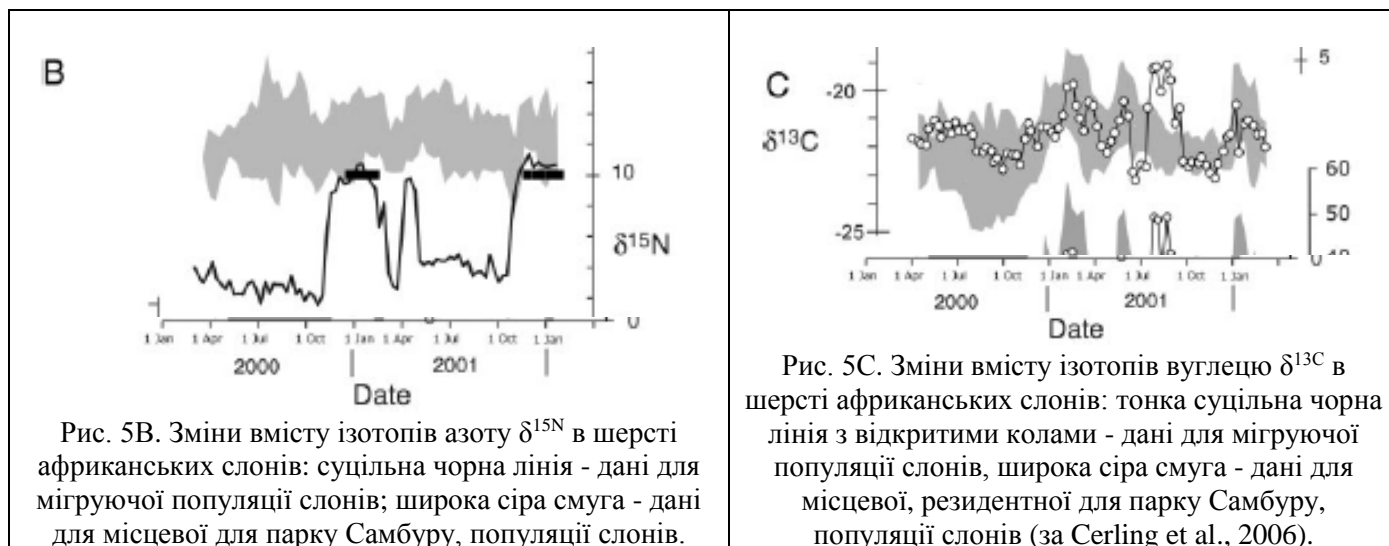 B
10
δ15N
0
1 Jan 1 Apr 1 Jul 1 Oct 1 Jan 1 Apr 1 Jul 1 Oct 1 Jan
2000 2001
Date
Рис. 5В. Зміни вмісту ізотопів азоту δ15N в шерсті
африканських слонів: суцільна чорна лінія - дані для
мігруючої популяції слонів; широка сіра смуга - дані
для місцевої для парку Самбуру, популяції слонів.
C
-20
δ13C
-25
5
60
50
1 Jan 1 Apr 1 Jul 1 Oct 1 Jan 1 Apr 1 Jul 1 Oct 1 Jan
2000 2001
Date
Рис. 5С. Зміни вмісту ізотопів вуглецю δ13C в
шерсті африканських слонів: тонка суцільна чорна
лінія з відкритими колами - дані для мігруючої
популяції слонів, широка сіра смуга - дані для
місцевої, резидентної для парку Самбуру,
популяції слонів (за Cerling et al., 2006).